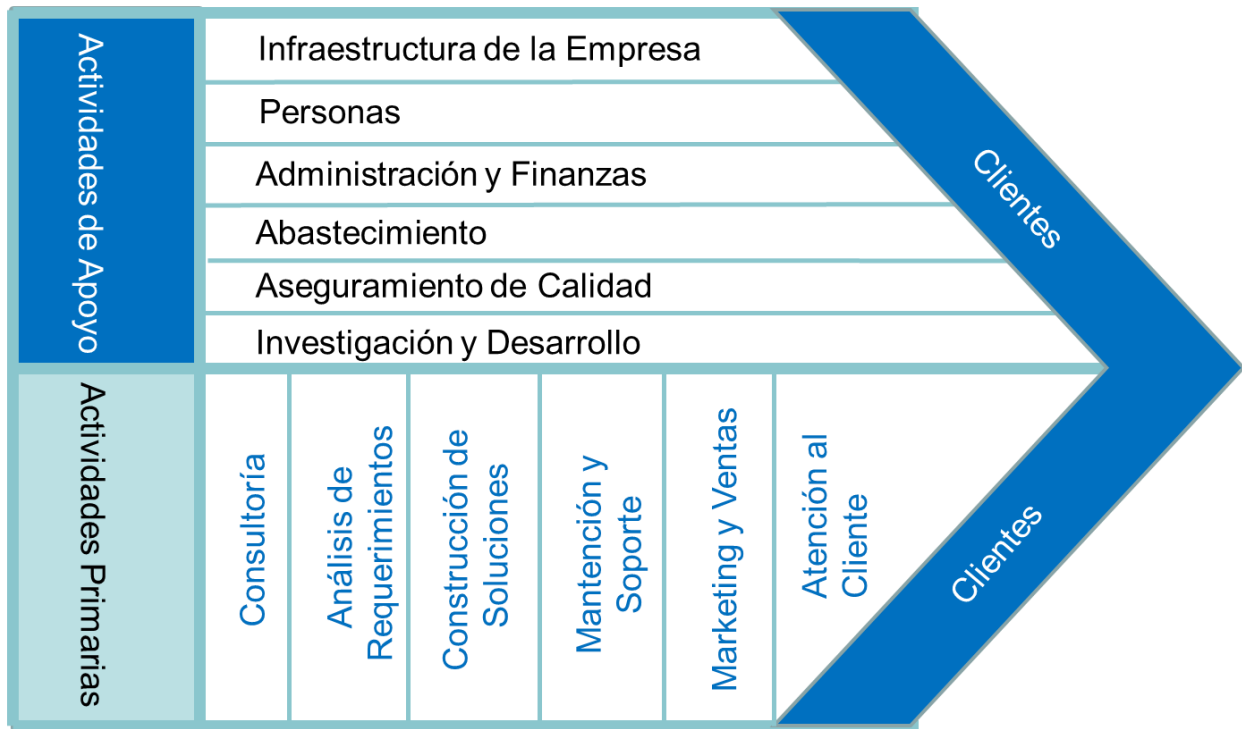 Actividades de Apoyo
Infraestructura de la Empresa
Personas
Administración y Finanzas
Abastecimiento
Aseguramiento de Calidad
Investigación y Desarrollo
Clientes
Actividades Primarias
Consultoría
Análisis de
Requerimientos
Construcción de
Soluciones
Mantención y
Soporte
Marketing y Ventas
Atención al
Cliente
Clientes